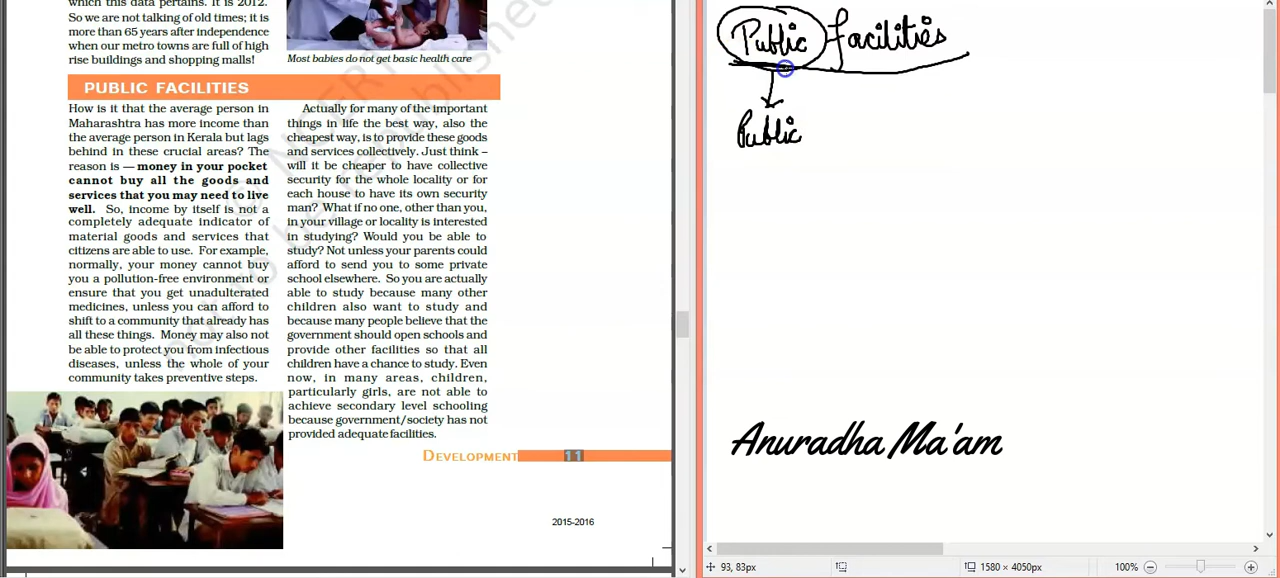 which this data pertains. It is 2012.
So we are not talking of old times; it is
more than 65 years after independence
when our metro towns are full of high
rise buildings and shopping malls!
Most babies do not get basic health care
PUBLIC FACILITIES
How is it that the average person in
Maharashtra has more income than
the average person in Kerala but lags
behind in these crucial areas? The
reason is — money in your pocket
cannot buy all the goods and
services that you may need to live
well. So, income by itself is not a
completely adequate indicator of
material goods and services that
citizens are able to use. For example,
normally, your money cannot buy
you a pollution-free environment or
ensure that you get unadulterated
medicines, unless you can afford to
shift to a community that already has
all these things. Money may also not
be able to protect you from infectious
diseases, unless the whole of your
community takes preventive steps.
Actually for many of the important
things in life the best way, also the
cheapest way, is to provide these goods
and services collectively. Just think –
will it be cheaper to have collective
security for the whole locality or for
each house to have its own security
man? What if no one, other than you,
in your village or locality is interested
in studying? Would you be able to
study? Not unless your parents could
afford to send you to some private
school elsewhere. So you are actually
able to study because many other
children also want to study and
because many people believe that the
government should open schools and
provide other facilities so that all
children have a chance to study. Even
now, in many areas, children,
particularly girls, are not able to
achieve secondary level schooling
because government/society has not
provided adequate facilities.
DEVELOPMENT 11
2015-2016
Public facilities
Public
Anuradha Ma'am
93, 83px
1580 × 4050px
100%